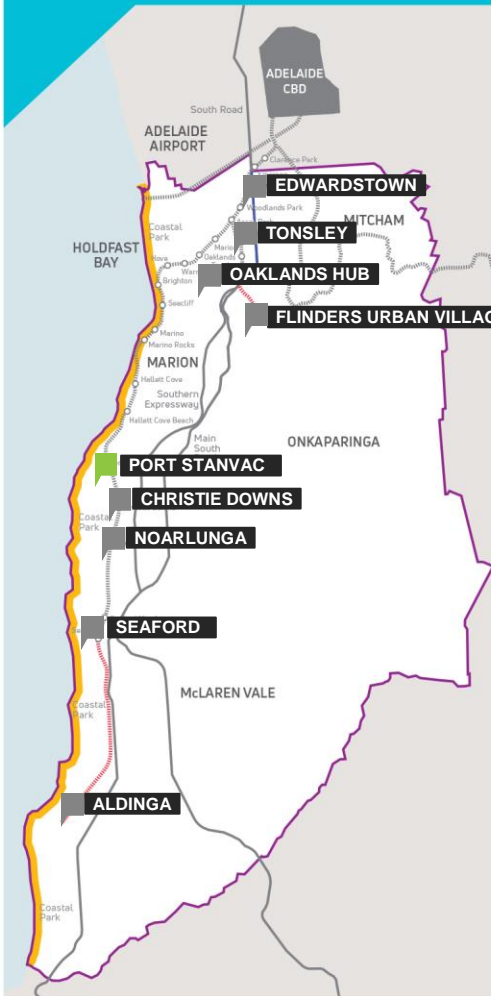 ADELAIDE
CBD
South Road
ADELAIDE
AIRPORT
Clarence Park
EDWARDSTOWN
Woodlands Park
MITCHAM
Coastal
Park
TONSLEY
HOLDFAST
BAY
Hove
Oaklands
OAKLANDS HUB
Brighton
Seacliff
FLINDERS URBAN VILLAG
Marino
Marino Rocks
MARION
Hallett Cove
Southern
Expressway
Hallett Cove Beach
Main
South
ONKAPARINGA
PORT STANVAC
CHRISTIE DOWNS
Coastal
Park
NOARLUNGA
SEAFORD
McLAREN VALE
Coastal
Park
ALDINGA
Coastal
Park